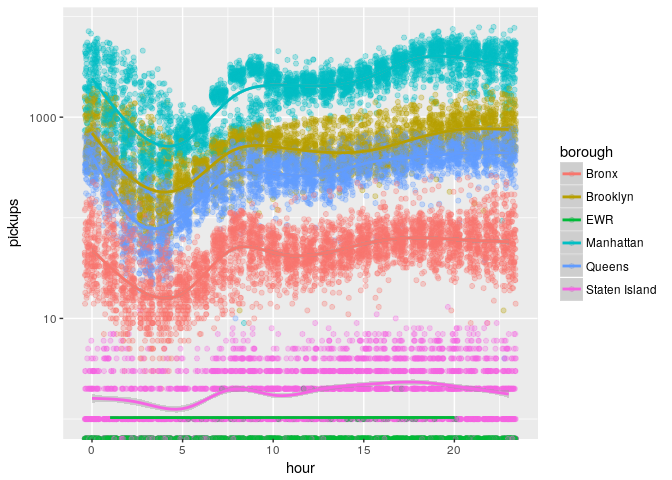 1000
10
pickups
0 5 10 15 20
hour
borough
Bronx
Brooklyn
EWR
Manhattan
Queens
Staten Island